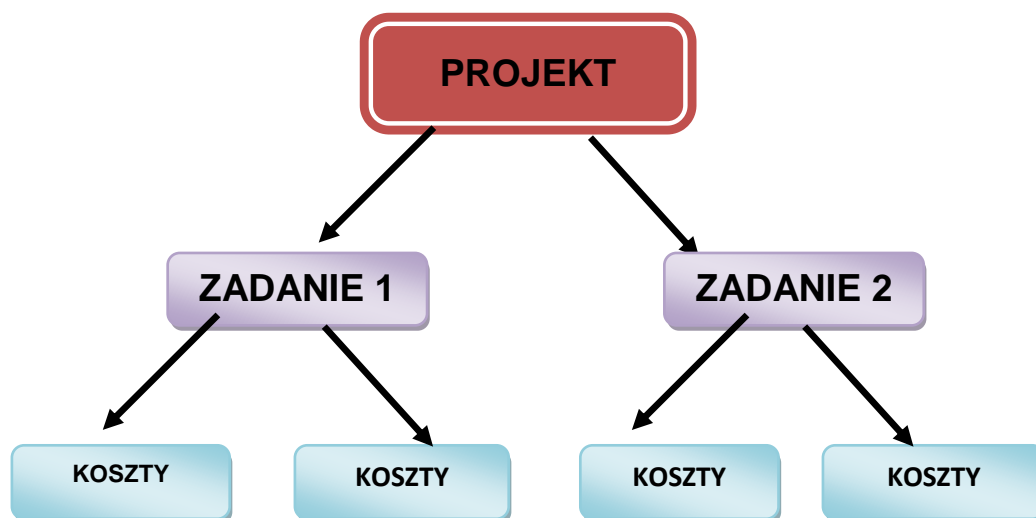 PROJEKT
ZADANIE 1
ZADANIE 2
KOSZTY
KOSZTY
KOSZTY
KOSZTY